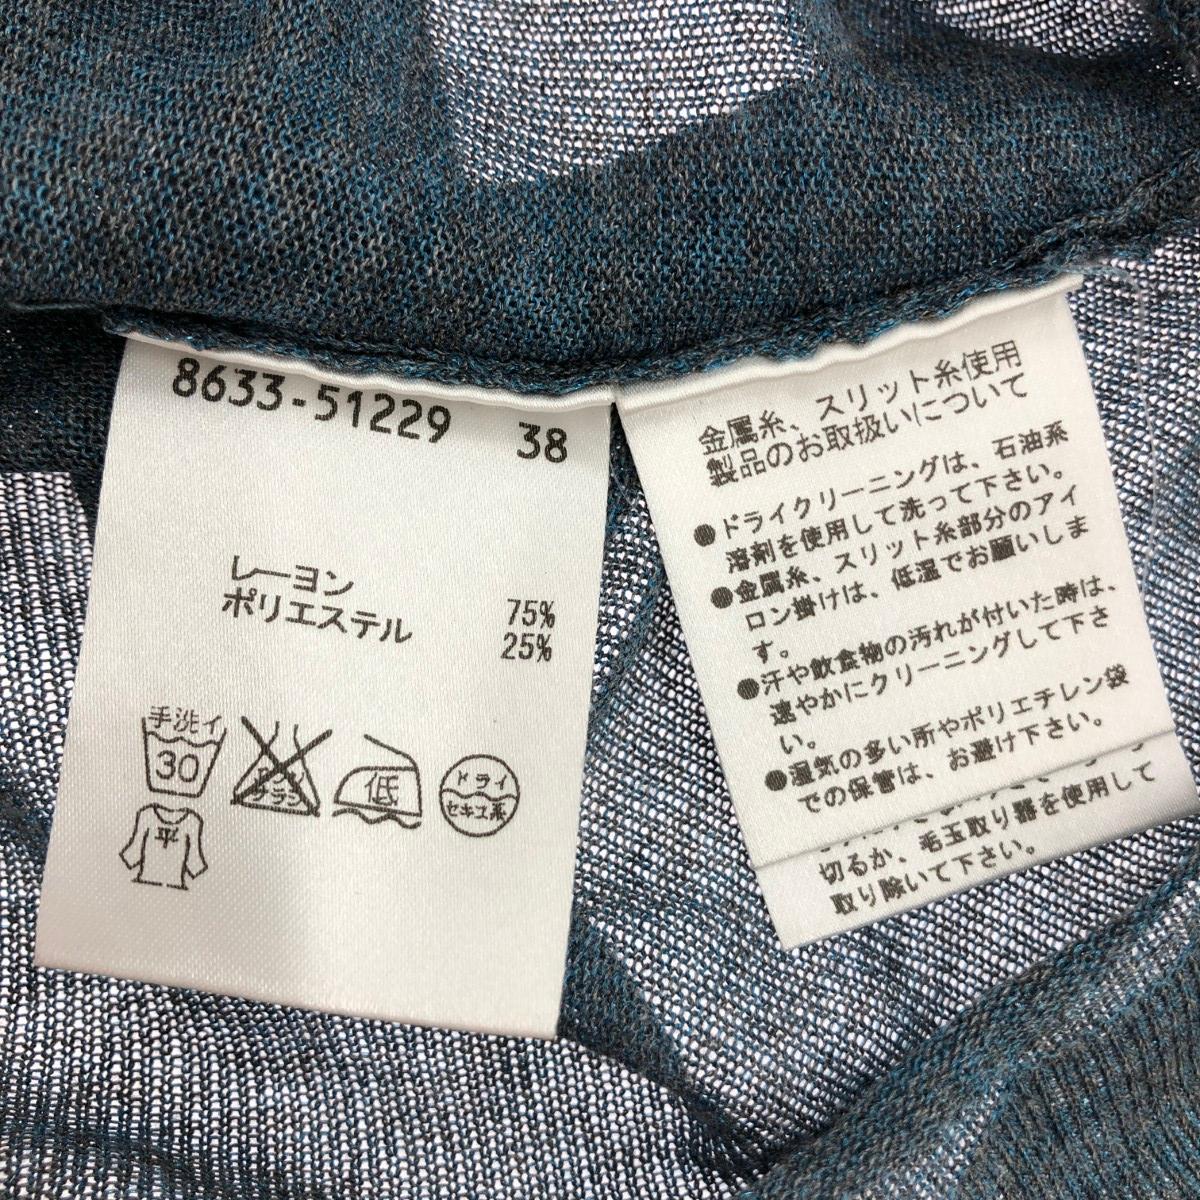 8633-51229 38
レーヨン 75%
ポリエステル 25%
手洗イ
30
エンソ
サラシ
低
ドライ
セキユ系
平
金属糸、スリット糸使用
製品のお取扱いについて
●ドライクリーニングは、石油系
溶剤を使用して洗って下さい。
●金属糸、スリット糸部分のアイ
ロン掛けは、低温でお願いしま
す。
●汗や飲食物の汚れが付いた時は、
速やかにクリーニングして下さ
い。
●湿気の多い所やポリエチレン袋
での保管は、お避け下さい。
切るか、毛玉取り器を使用して
取り除いて下さい。